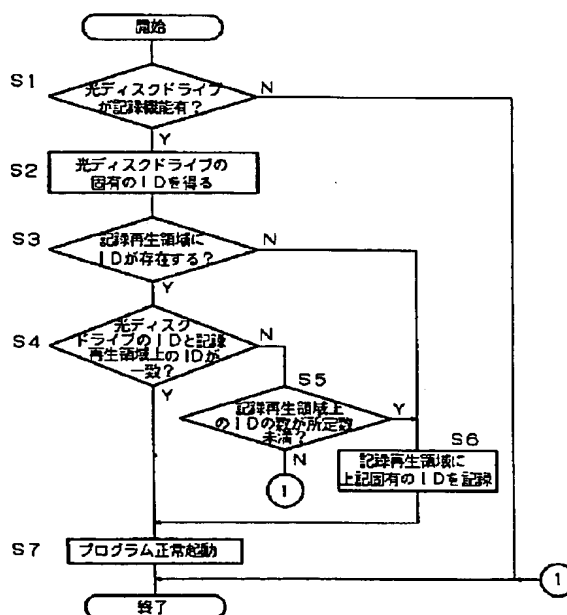 開始
S1
光ディスクドライブ
が記録機能有？
N
Y
S2
光ディスクドライブの
固有のIDを得る
S3
記録再生領域に
IDが存在する？
N
Y
S4
光ディスク
ドライブのIDと記録
再生領域上のIDが
一致？
N
Y
S5
記録再生領域上
のIDの数が所定数
未満？
Y
N
1
S6
記録再生領域に
上記固有のIDを記録
S7
プログラム正常起動
1
終了